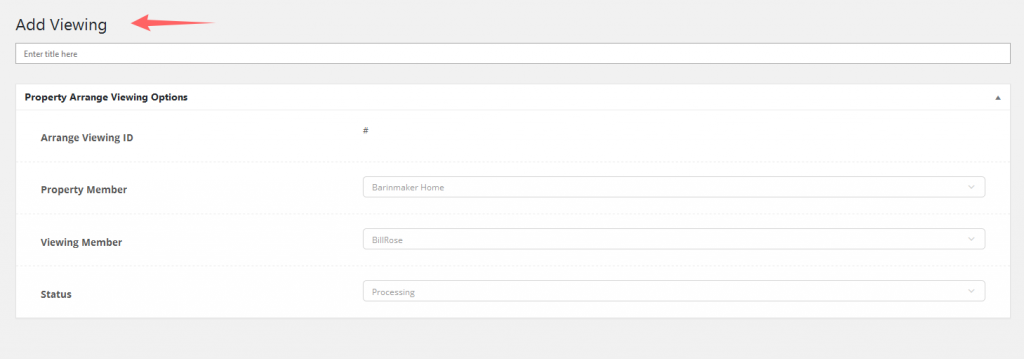 Add Viewing
Enter title here
Property Arrange Viewing Options
Arrange Viewing ID #
Property Member Barinmaker Home
Viewing Member BillRose
Status Processing